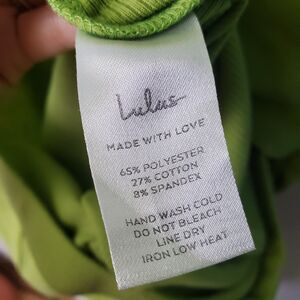 Lulus
MADE WITH LOVE
65% POLYESTER
27% COTTON
8% SPANDEX
HAND WASH COLD
DO NOT BLEACH
LINE DRY
IRON LOW HEAT